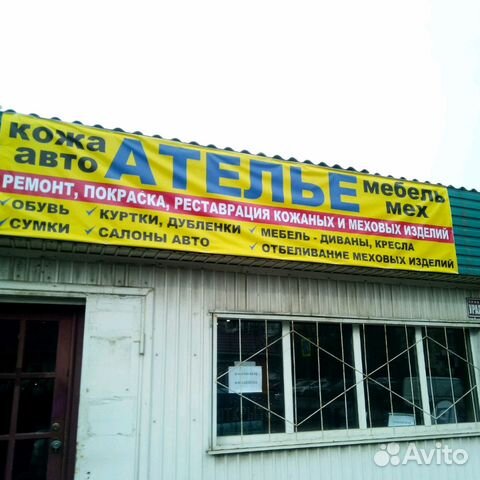 кожа
авто
АТЕЛЬЕ
мебель
мех
РЕМОНТ, ПОКРАСКА, РЕСТАВРАЦИЯ КОЖАНЫХ И МЕХОВЫХ ИЗДЕЛИЙ
✓ ОБУВЬ ✓ КУРТКИ, ДУБЛЕНКИ ✓ МЕБЕЛЬ - ДИВАНЫ, КРЕСЛА
✓ СУМКИ ✓ САЛОНЫ АВТО ✓ ОТБЕЛИВАНИЕ МЕХОВЫХ ИЗДЕЛИЙ
Avito